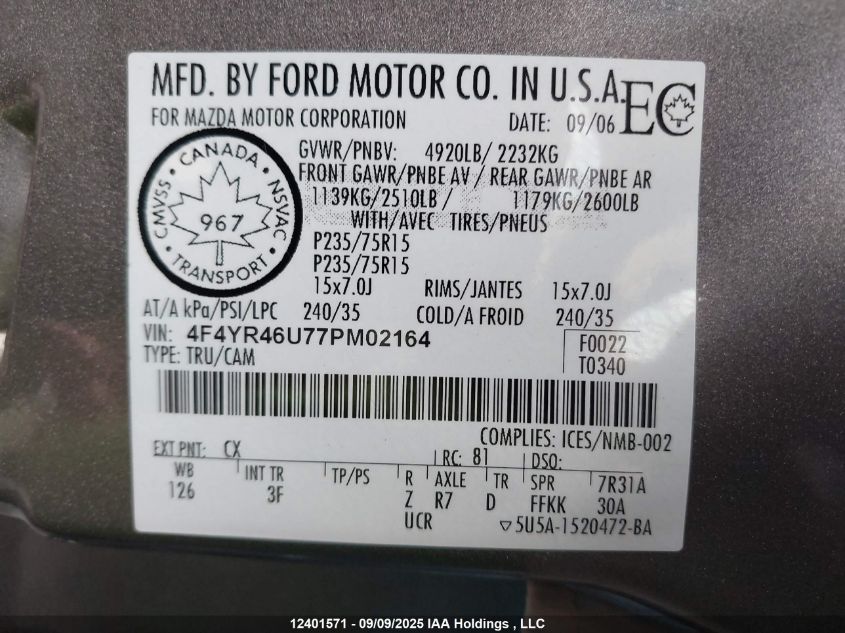 MFD. BY FORD MOTOR CO. IN U.S.A.
FOR MAZDA MOTOR CORPORATION
DATE: 09/06
EC
CANADA
CMVSS
NSVAC
967
TRANSPORT
GVWR/PNBV: 4920LB/ 2232KG
FRONT GAWR/PNBE AV / REAR GAWR/PNBE AR
1139KG/2510LB / 1179KG/2600LB
WITH/AVEC TIRES/PNEUS
P235/75R15
P235/75R15
15x7.0J RIMS/JANTES 15x7.0J
AT/A kPa/PSI/LPC 240/35 COLD/A FROID 240/35
VIN: 4F4YR46U77PM02164
F0022
TYPE: TRU/CAM
T0340
COMPLIES: ICES/NMB-002
EXT PNT: CX RC: 81 DSO:
WB INT TR TP/PS R AXLE TR SPR 7R31A
126 3F Z R7 D FFKK 30A
UCR ▽5U5A-1520472-BA
12401571 - 09/09/2025 IAA Holdings , LLC